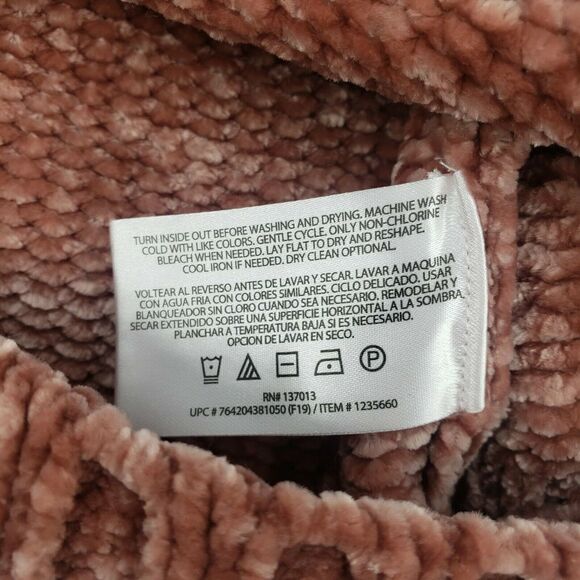 TURN INSIDE OUT BEFORE WASHING AND DRYING. MACHINE WASH
COLD WITH LIKE COLORS. GENTLE CYCLE. ONLY NON-CHLORINE
BLEACH WHEN NEEDED. LAY FLAT TO DRY AND RESHAPE.
COOL IRON IF NEEDED. DRY CLEAN OPTIONAL.
VOLTEAR AL REVERSO ANTES DE LAVAR Y SECAR. LAVAR A MAQUINA
CON AGUA FRIA CON COLORES SIMILARES. CICLO DELICADO. USAR
BLANQUEADOR SIN CLORO CUANDO SEA NECESARIO. REMODELAR Y
SECAR EXTENDIDO SOBRE UNA SUPERFICIE HORIZONTAL A LA SOMBRA.
PLANCHAR A TEMPERATURA BAJA SI ES NECESARIO.
OPCION DE LAVAR EN SECO.
P
RN# 137013
UPC # 764204381050 (F19) / ITEM # 1235660